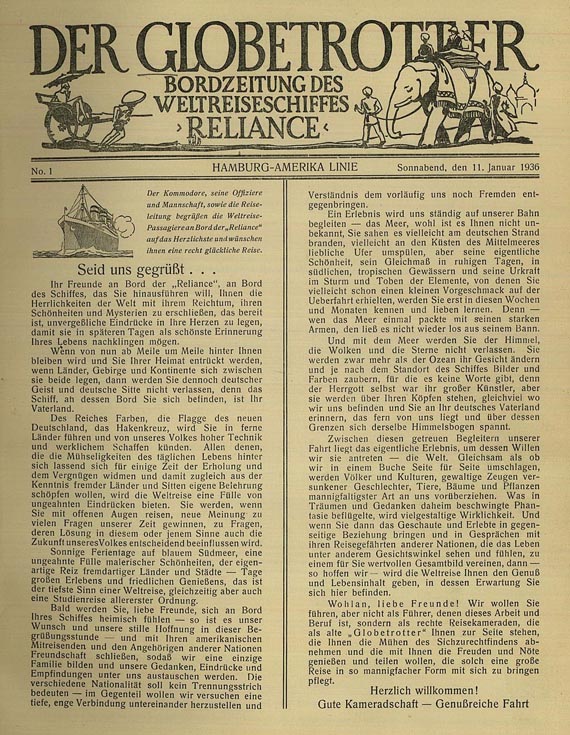 DER GLOBETROTTER
BORDZEITUNG DES
WELTREISESCHIFFES
› RELIANCE ‹
No. 1
HAMBURG-AMERIKA LINIE
Sonnabend, den 11. Januar 1936
Der Kommodore, seine Offiziere
und Mannschaft, sowie die Reise-
leitung begrüßen die Weltreise-
Passagiere an Bord der „Reliance"
auf das Herzlichste und wünschen
Ihnen eine recht glückliche Reise.
Seid uns gegrüßt . . .
Ihr Freunde an Bord der „Reliance", an Bord
des Schiffes, das Sie hinausführen will, Ihnen die
Herrlichkeiten der Welt mit ihrem Reichtum, ihren
Schönheiten und Mysterien zu erschließen, das bereit
ist, unvergeßliche Eindrücke in Ihre Herzen zu legen,
damit sie in späteren Tagen als schönste Erinnerung
Ihres Lebens nachklingen mögen.
Wenn von nun ab Meile um Meile hinter Ihnen
bleiben wird und Sie Ihrer Heimat entrückt werden,
wenn Länder, Gebirge und Kontinente sich zwischen
sie beide legen, dann werden Sie dennoch deutscher
Geist und deutsche Sitte nicht verlassen, denn das
Schiff, an dessen Bord Sie sich befinden, ist Ihr
Vaterland.
Des Reiches Farben, die Flagge des neuen
Deutschland, das Hakenkreuz, wird Sie in ferne
Länder führen und von unseres Volkes hoher Technik
und werklichem Schaffen künden. Allen denen,
die die Mühseligkeiten des täglichen Lebens hinter
sich lassend sich für einige Zeit der Erholung und
dem Vergnügen widmen und damit zugleich aus der
Kenntnis fremder Länder und Sitten eigene Belehrung
schöpfen wollen, wird die Weltreise eine Fülle von
ungeahnten Eindrücken bieten. Sie werden, wenn
Sie mit offenen Augen reisen, neue Meinung zu
vielen Fragen unserer Zeit gewinnen, zu Fragen,
deren Lösung in diesem oder jenem Sinne auch die
Zukunft unseres Volkes entscheidend beeinflussen wird.
Sonnige Ferientage auf blauem Südmeer, eine
ungeahnte Fülle malerischer Schönheiten, der eigen-
artige Reiz fremdartiger Länder und Städte — Tage
großen Erlebens und friedlichen Genießens, das ist
der tiefste Sinn einer Weltreise, gleichzeitig aber auch
eine Studienreise allererster Ordnung.
Bald werden Sie, liebe Freunde, sich an Bord
Ihres Schiffes heimisch fühlen — so ist es unser
Wunsch und unsere stille Hoffnung in dieser Be-
grüßungsstunde — und mit Ihren amerikanischen
Mitreisenden und den Angehörigen anderer Nationen
Freundschaft schließen, sodaß wir eine einzige
Familie bilden und unsere Gedanken, Eindrücke und
Empfindungen unter uns austauschen werden. Die
verschiedene Nationalität soll kein Trennungsstrich
bedeuten — im Gegenteil wollen wir versuchen eine
tiefe, enge Verbindung untereinander herzustellen und
Verständnis dem vorläufig uns noch Fremden ent-
gegenbringen.
Ein Erlebnis wird uns ständig auf unserer Bahn
begleiten — das Meer, wohl ist es Ihnen nicht un-
bekannt, Sie sahen es vielleicht am deutschen Strand
branden, vielleicht an den Küsten des Mittelmeeres
liebliche Ufer umspülen, aber seine eigentliche
Schönheit, sein Gleichmaß in ruhigen Tagen, in
südlichen, tropischen Gewässern und seine Urkraft
im Sturm und Toben der Elemente, von denen Sie
vielleicht schon einen kleinen Vorgeschmack auf der
Ueberfahrt erhielten, werden Sie erst in diesen Wochen
und Monaten kennen und lieben lernen. Denn —
wen das Meer einmal packte mit seinen starken
Armen, den ließ es nicht wieder los aus seinem Bann.
Und mit dem Meer werden Sie der Himmel,
die Wolken und die Sterne nicht verlassen. Sie
werden zwar mehr als der Ozean ihr Gesicht ändern
und je nach dem Standort des Schiffes Bilder und
Farben zaubern, für die es keine Worte gibt, denn
der Herrgott selbst war ihr großer Künstler, aber
sie werden über Ihren Köpfen stehen, gleichviel wo
wir uns befinden und Sie an Ihr deutsches Vaterland
erinnern, das fern von uns liegt und über dessen
Grenzen sich derselbe Himmelsbogen spannt.
Zwischen diesen getreuen Begleitern unserer
Fahrt liegt das eigentliche Erlebnis, um dessen Willen
wir sie antreten — die Welt. Gleichsam als ob
wir in einem Buche Seite für Seite umschlagen,
werden Völker und Kulturen, gewaltige Zeugen ver-
sunkener Geschlechter, Tiere, Bäume und Pflanzen
mannigfaltigster Art an uns vorüberziehen. Was in
Träumen und Gedanken daheim beschwingte Phan-
tasie beflügelte, wird vielgestaltige Wirklichkeit. Und
wenn Sie dann das Geschaute und Erlebte in gegen-
seitige Beziehung bringen und in Gesprächen mit
ihren Reisegefährten anderer Nationen, die das Leben
unter anderem Gesichtswinkel sehen und fühlen, zu
einem für Sie wertvollen Gesamtbild vereinen, dann —
so hoffen wir — wird die Weltreise Ihnen den Genuß
und Lebensinhalt geben, in dessen Erwartung Sie
sich hier befinden.
Wohlan, liebe Freunde! Wir wollen Sie
führen, aber nicht als Führer, denen dieses Arbeit und
Beruf ist, sondern als rechte Reisekameraden, die
als alte „Globetrotter" Ihnen zur Seite stehen,
die Ihnen die Mühen des Sichzurechtfindens ab-
nehmen und die mit Ihnen die Freuden und Nöte
genießen und teilen wollen, die solch eine große
Reise in so mannigfacher Form mit sich zu bringen
pflegt.
Herzlich willkommen!
Gute Kameradschaft — Genußreiche Fahrt